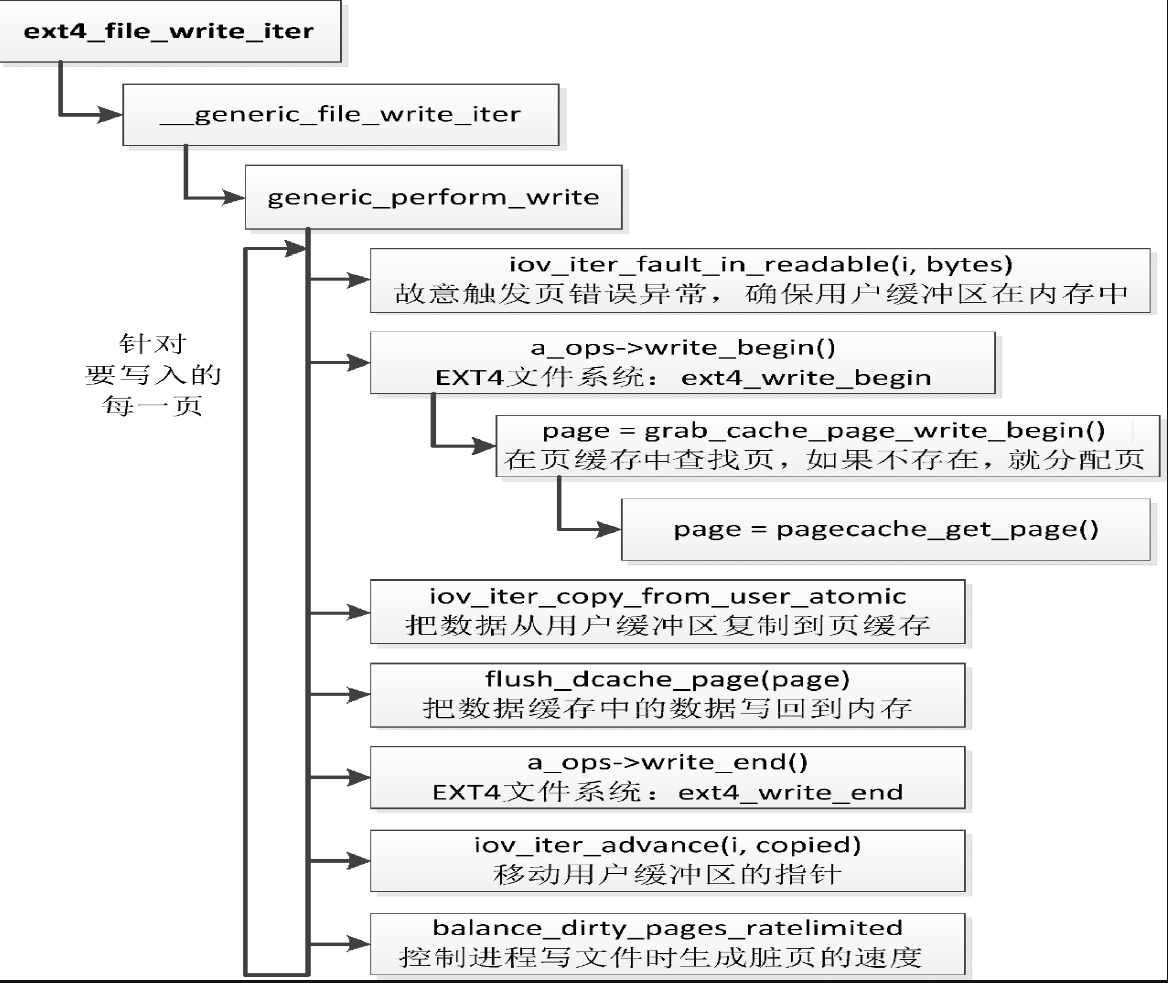 ext4_file_write_iter
__generic_file_write_iter
generic_perform_write
iov_iter_fault_in_readable(i, bytes)
故意触发页错误异常，确保用户缓冲区在内存中
针对
要写入的
每一页
a_ops->write_begin()
EXT4文件系统：ext4_write_begin
page = grab_cache_page_write_begin()
在页缓存中查找页，如果不存在，就分配页
page = pagecache_get_page()
iov_iter_copy_from_user_atomic
把数据从用户缓冲区复制到页缓存
flush_dcache_page(page)
把数据缓存中的数据写回到内存
a_ops->write_end()
EXT4文件系统：ext4_write_end
iov_iter_advance(i, copied)
移动用户缓冲区的指针
balance_dirty_pages_ratelimited
控制进程写文件时生成脏页的速度